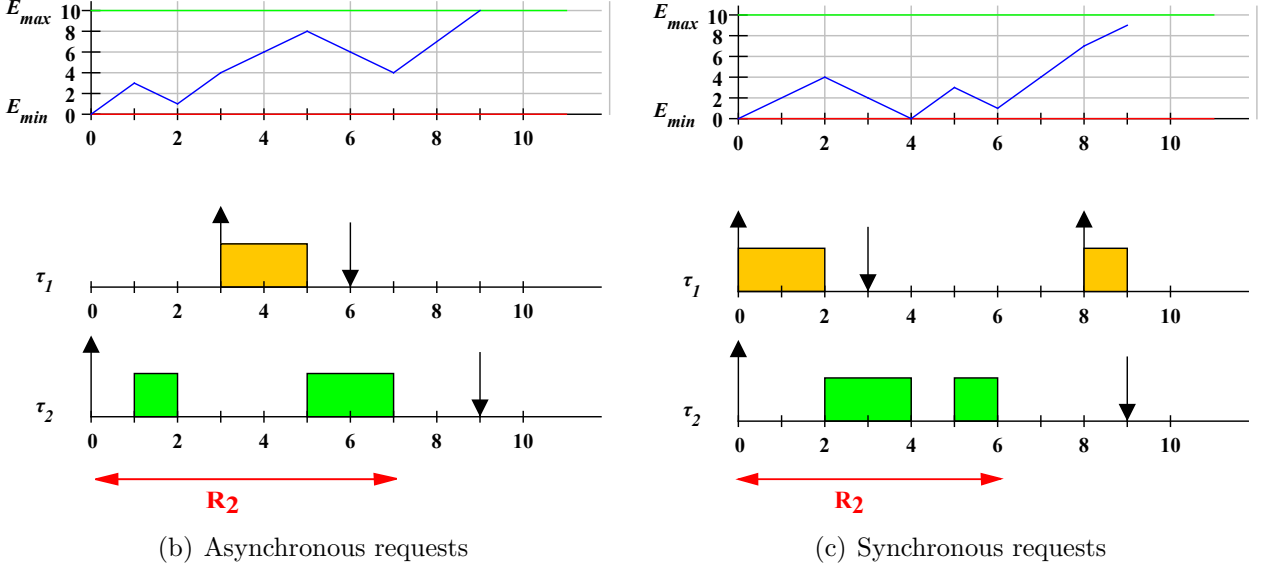 E_max 10
8
6
4
2
E_min 0
0 2 4 6 8 10
τ_1
0 2 4 6 8 10
τ_2
0 2 4 6 8 10
R_2
(b) Asynchronous requests
E_max 10
8
6
4
2
E_min 0
0 2 4 6 8 10
τ_1
0 2 4 6 8 10
τ_2
0 2 4 6 8 10
R_2
(c) Synchronous requests